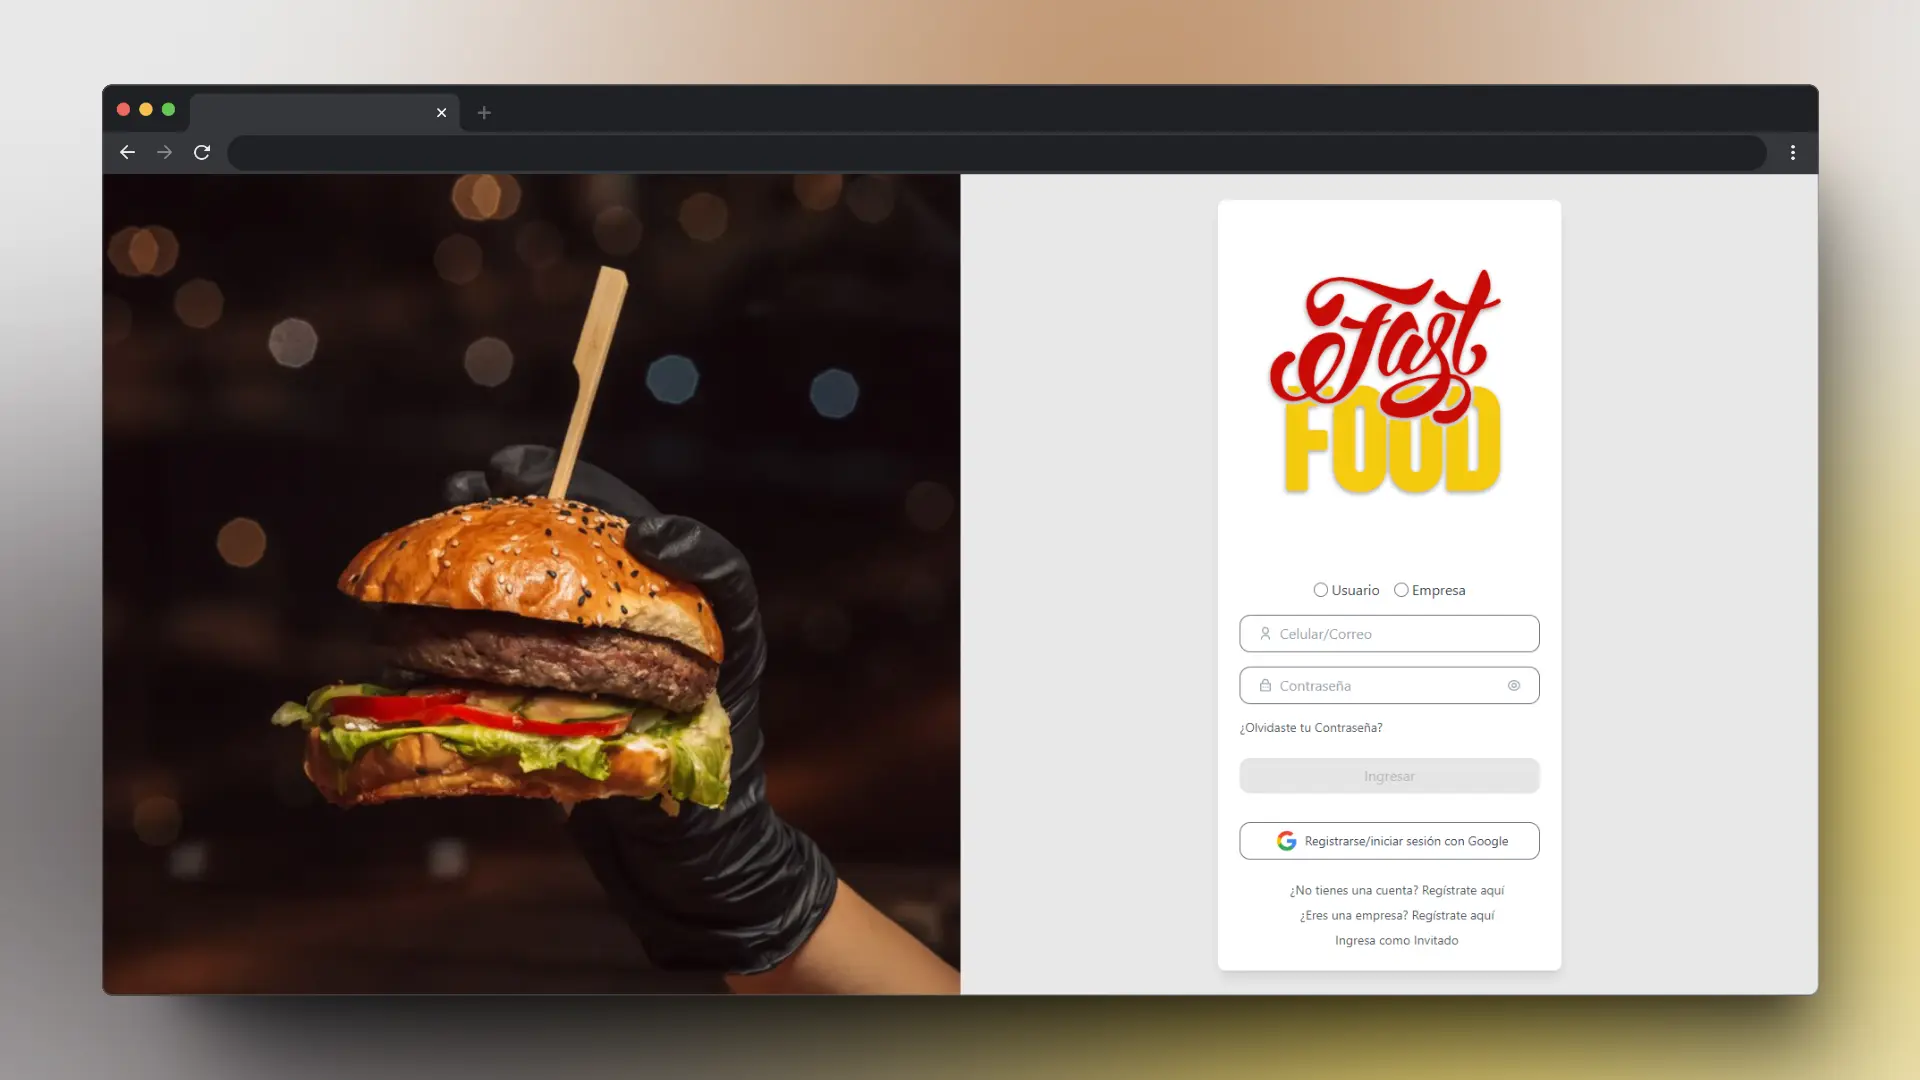 Fast
FOOD
Usuario Empresa
Celular/Correo
Contraseña
¿Olvidaste tu Contraseña?
Ingresar
Registrarse/iniciar sesión con Google
¿No tienes una cuenta? Regístrate aquí
¿Eres una empresa? Regístrate aquí
Ingresa como Invitado